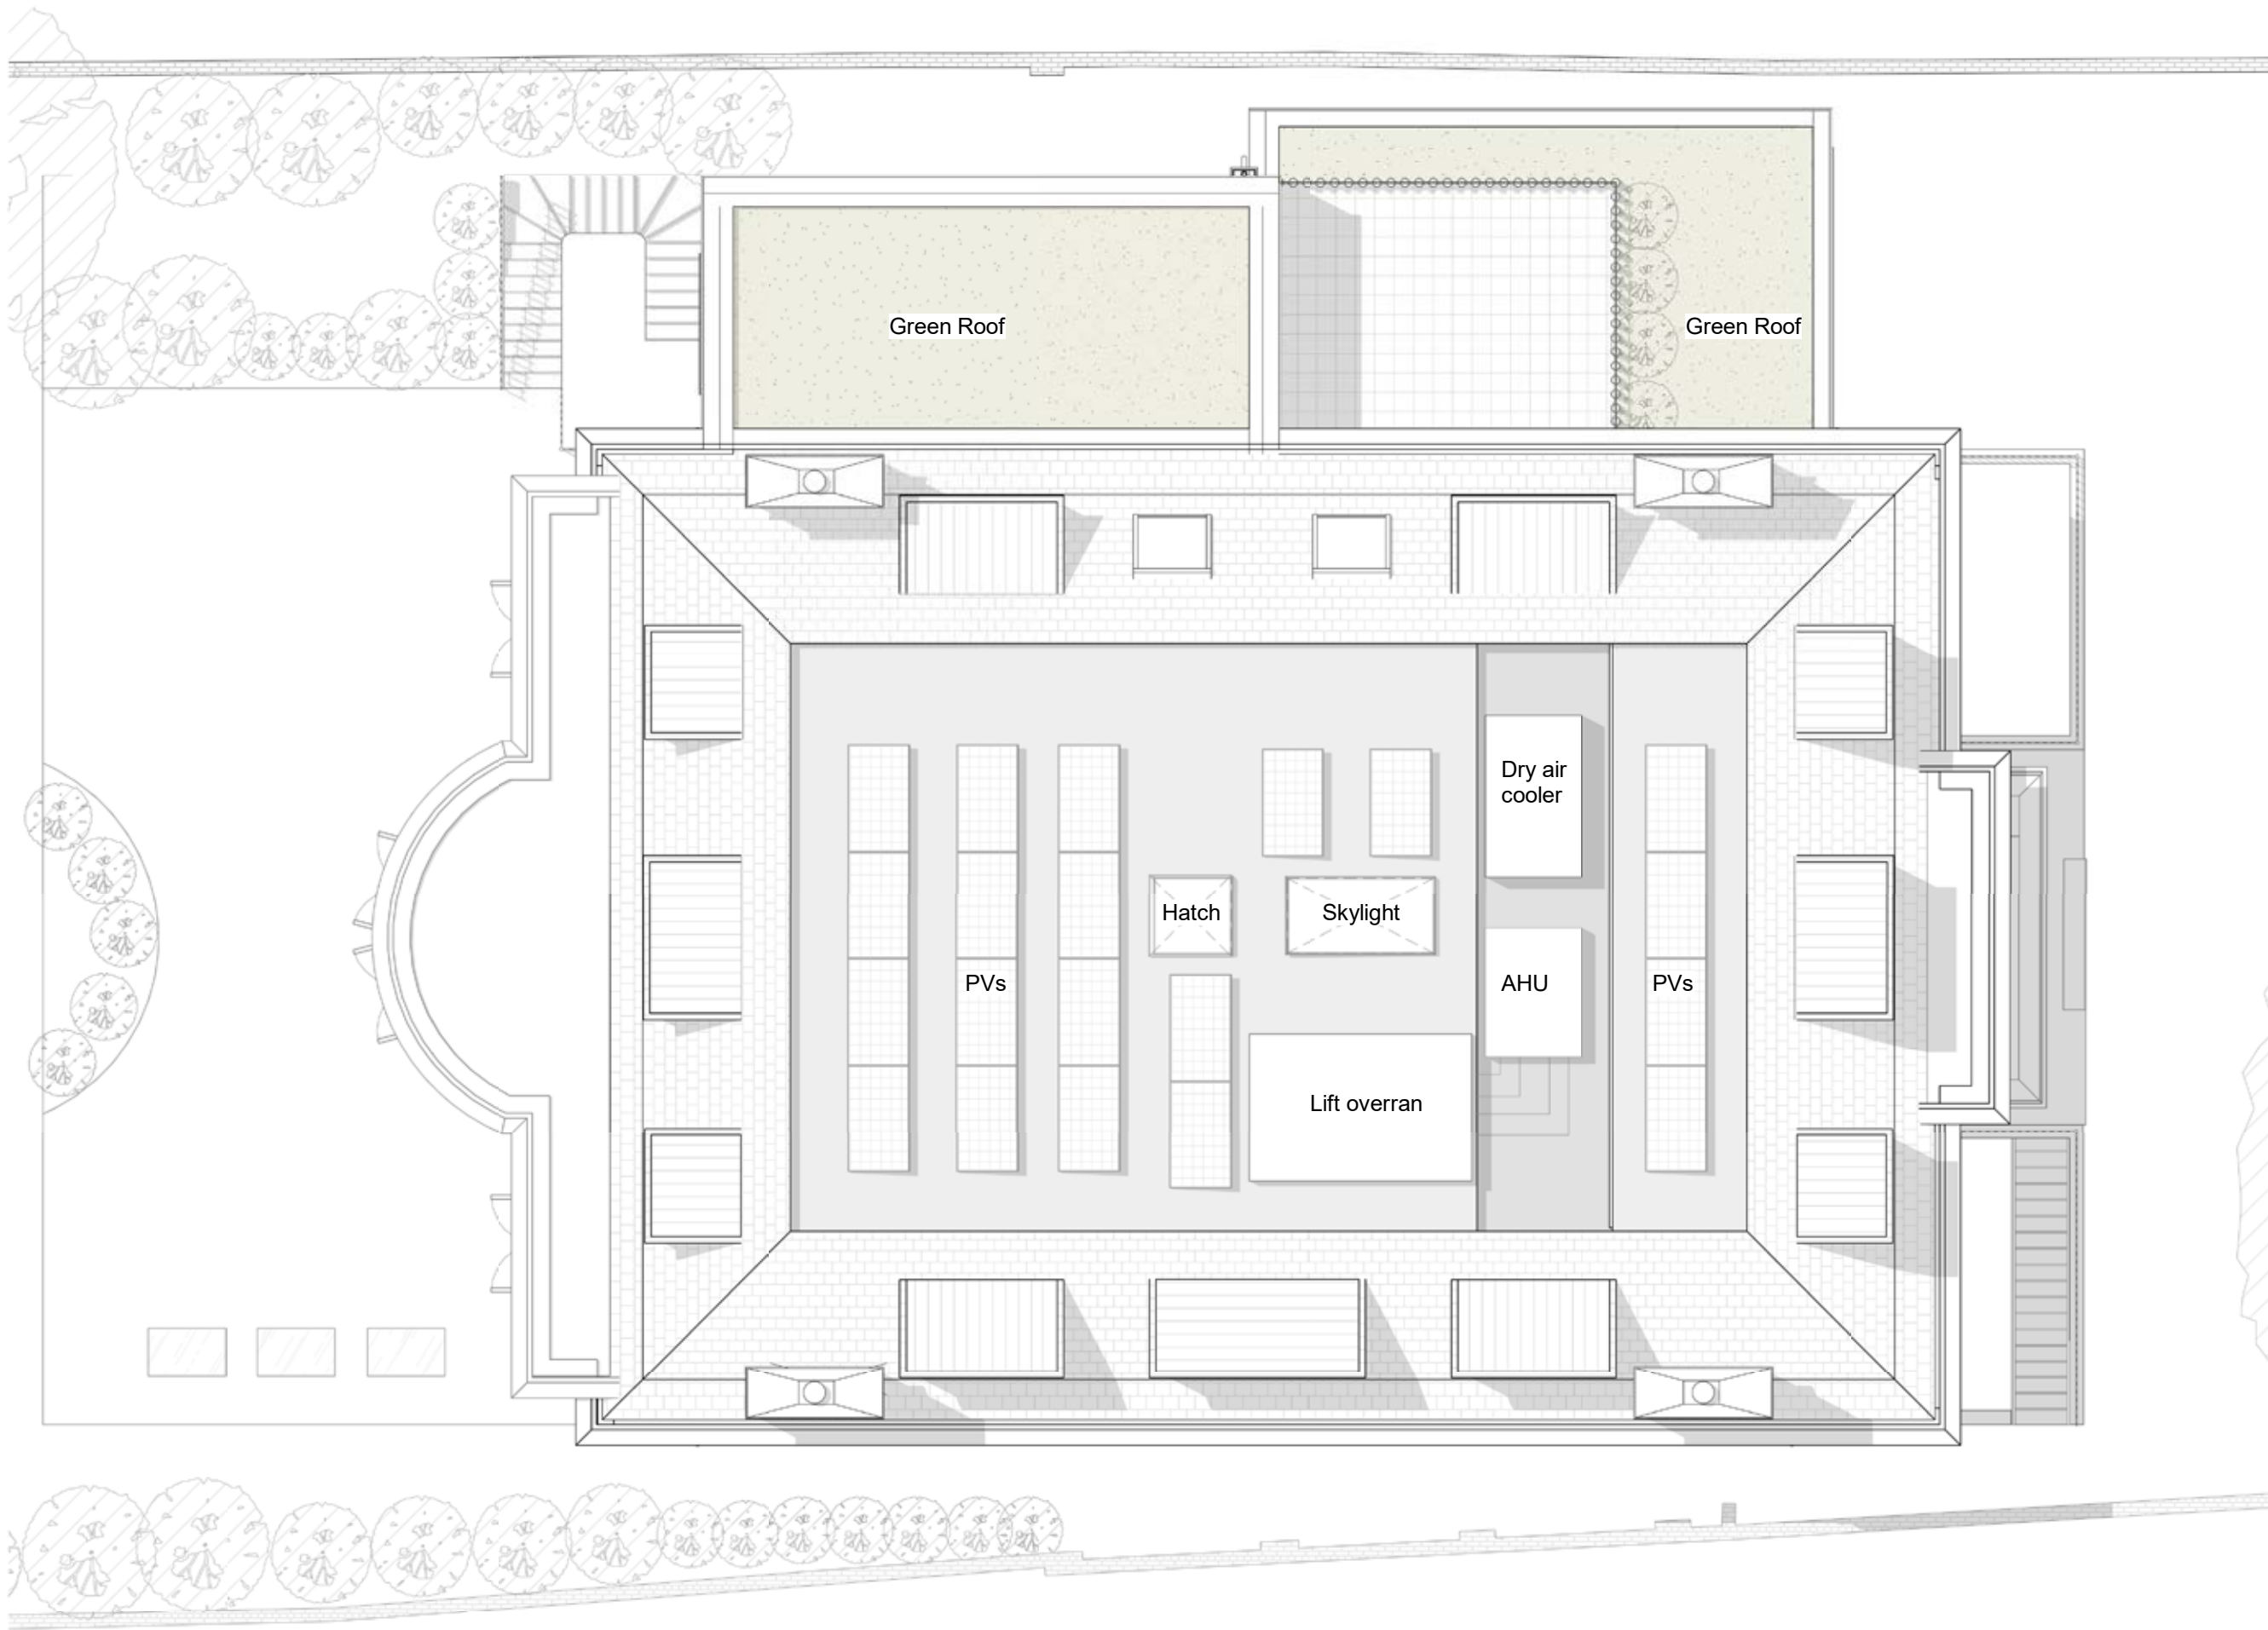 Green Roof
Green Roof
Dry air
cooler
Hatch
Skylight
PVs
AHU
PVs
Lift overran